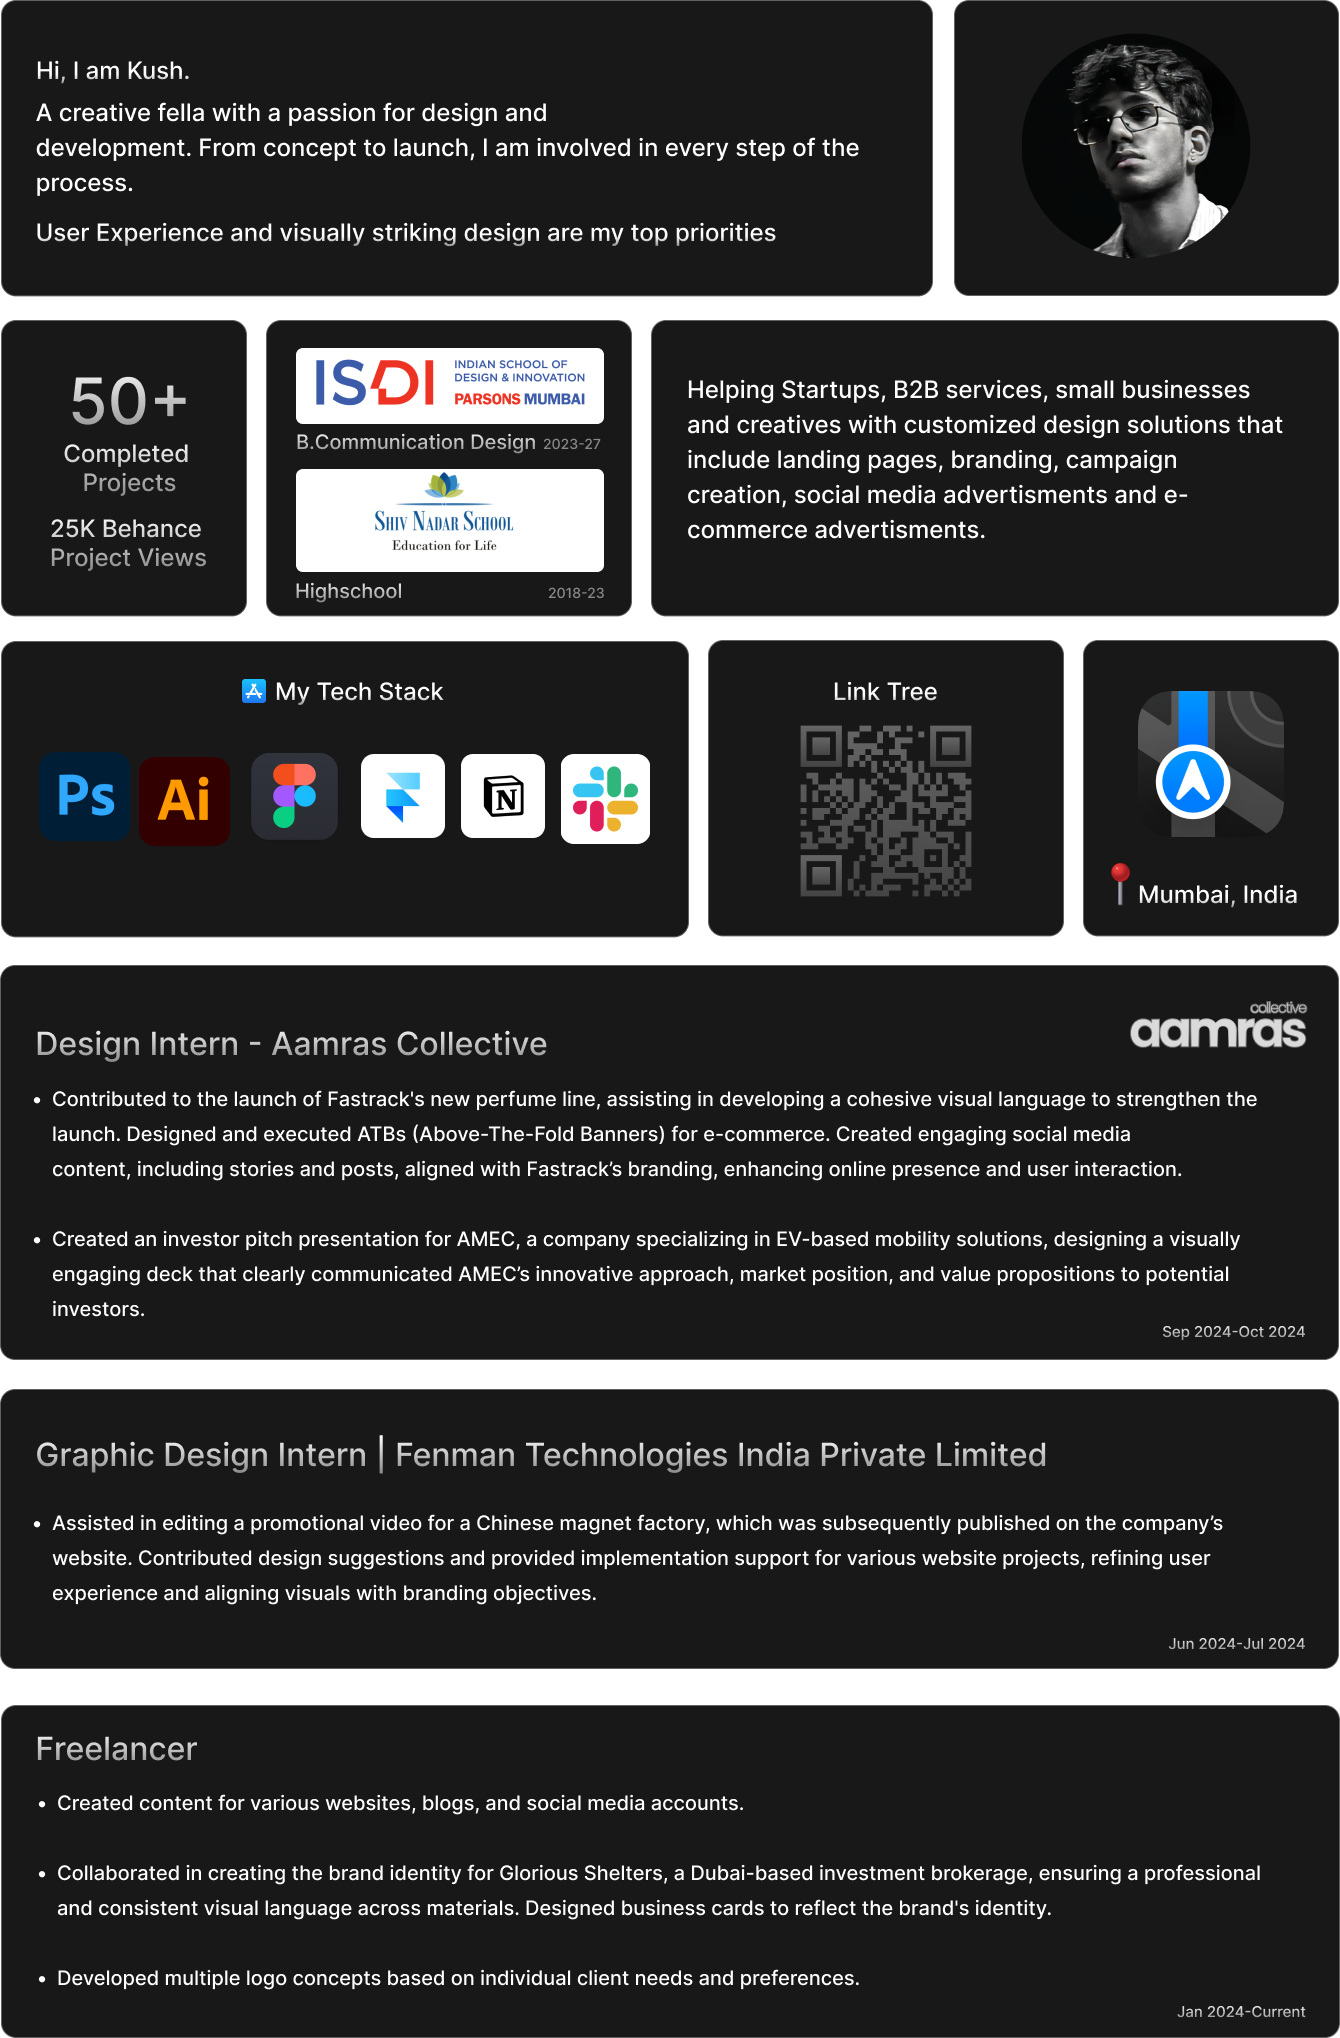 Hi, I am Kush.
A creative fella with a passion for design and
development. From concept to launch, I am involved in every step of the
process.
User Experience and visually striking design are my top priorities
50+
Completed
Projects
25K Behance
Project Views
ISDI
INDIAN SCHOOL OF
DESIGN & INNOVATION
PARSONS MUMBAI
B.Communication Design 2023-27
SHIV NADAR SCHOOL
Education for Life
Highschool 2018-23
Helping Startups, B2B services, small businesses
and creatives with customized design solutions that
include landing pages, branding, campaign
creation, social media advertisments and e-
commerce advertisments.
My Tech Stack
Ps
Ai
N
Link Tree
Mumbai, India
collective
aamras
Design Intern - Aamras Collective
• Contributed to the launch of Fastrack's new perfume line, assisting in developing a cohesive visual language to strengthen the
launch. Designed and executed ATBs (Above-The-Fold Banners) for e-commerce. Created engaging social media
content, including stories and posts, aligned with Fastrack’s branding, enhancing online presence and user interaction.
• Created an investor pitch presentation for AMEC, a company specializing in EV-based mobility solutions, designing a visually
engaging deck that clearly communicated AMEC’s innovative approach, market position, and value propositions to potential
investors.
Sep 2024-Oct 2024
Graphic Design Intern | Fenman Technologies India Private Limited
• Assisted in editing a promotional video for a Chinese magnet factory, which was subsequently published on the company’s
website. Contributed design suggestions and provided implementation support for various website projects, refining user
experience and aligning visuals with branding objectives.
Jun 2024-Jul 2024
Freelancer
• Created content for various websites, blogs, and social media accounts.
• Collaborated in creating the brand identity for Glorious Shelters, a Dubai-based investment brokerage, ensuring a professional
and consistent visual language across materials. Designed business cards to reflect the brand's identity.
• Developed multiple logo concepts based on individual client needs and preferences.
Jan 2024-Current